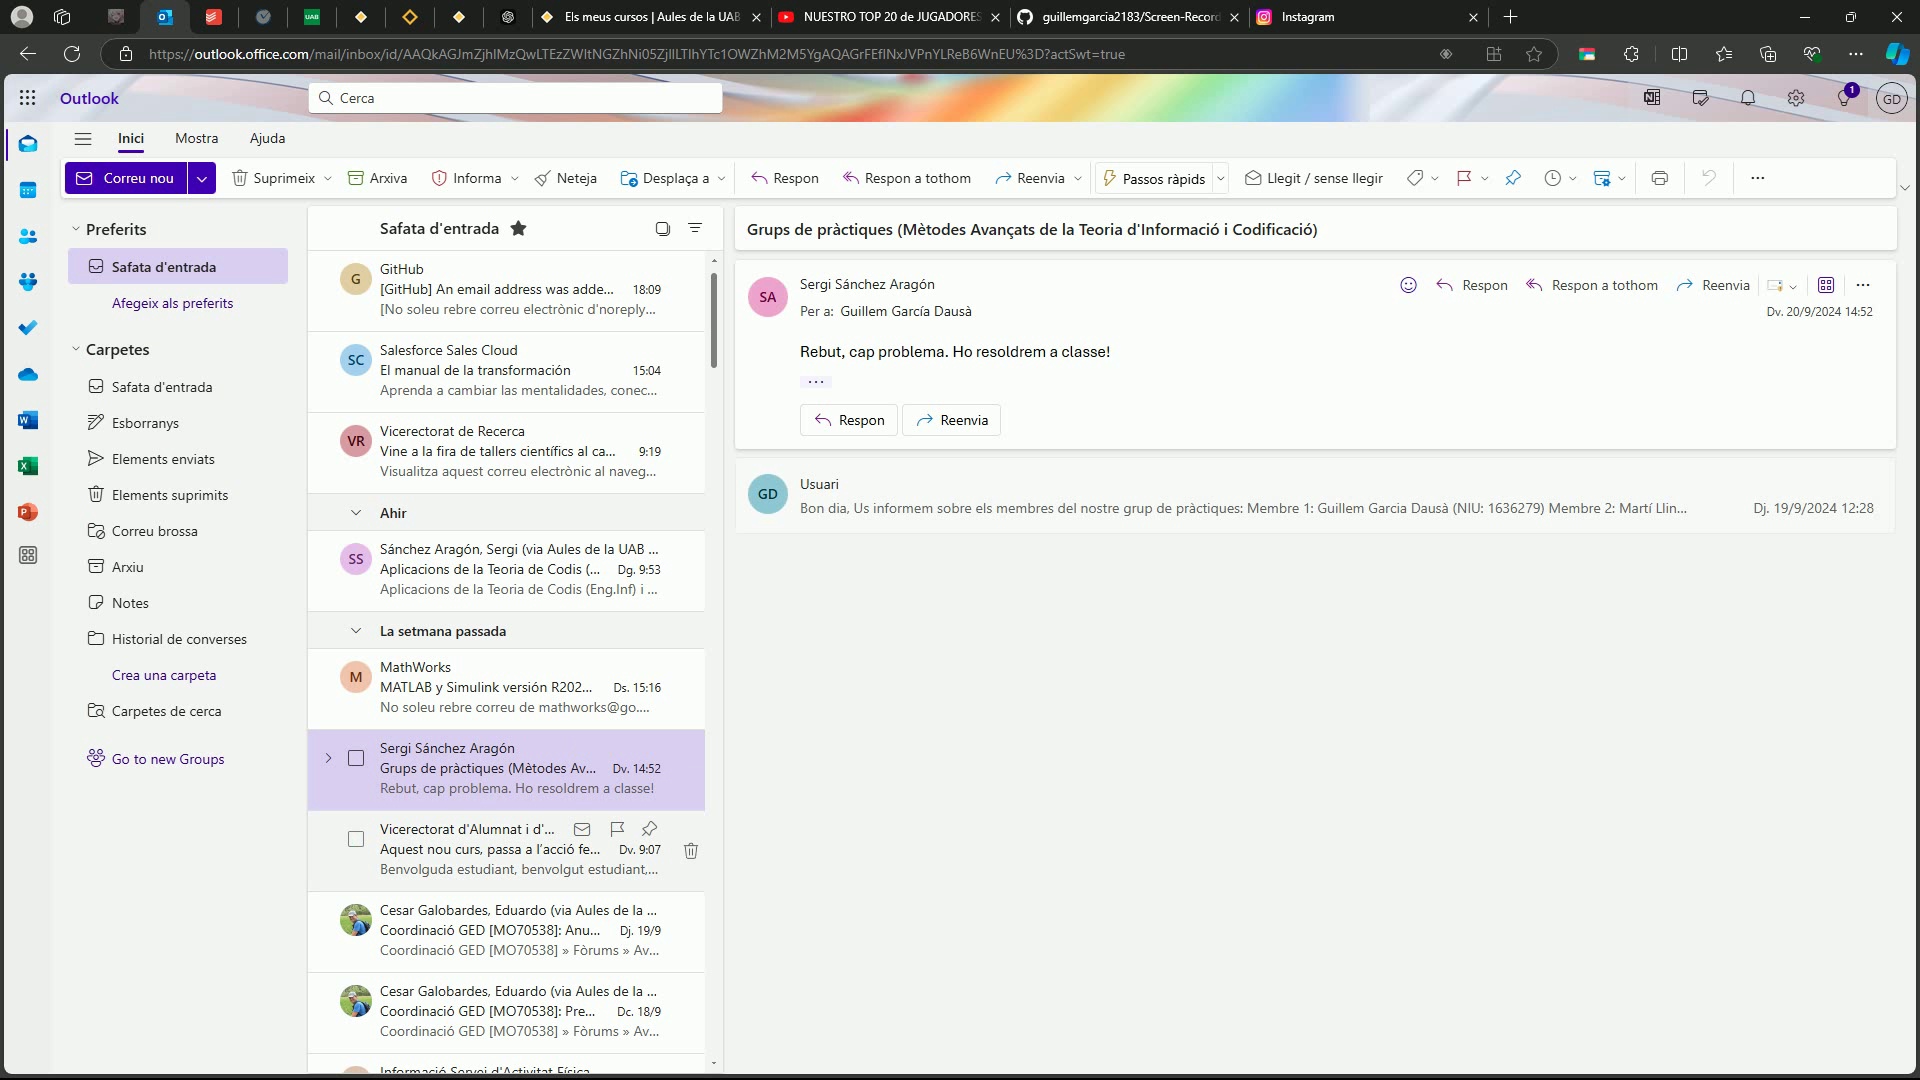 Els meus cursos | Aules de la UAB
NUESTRO TOP 20 de JUGADORES
guillemgarcia2183/Screen-Record
Instagram
Outlook
Cerca
1
GD
Inici
Mostra
Ajuda
Correu nou
Suprimeix
Arxiva
Informa
Neteja
Desplaça a
Respon
Respon a tothom
Reenvia
Passos ràpids
Llegit / sense llegir
Preferits
Safata d'entrada
Afegeix als preferits
Carpetes
Safata d'entrada
Esborranys
Elements enviats
Elements suprimits
Correu brossa
Arxiu
Notes
Historial de converses
Crea una carpeta
Carpetes de cerca
Go to new Groups
Safata d'entrada
G
GitHub
[GitHub] An email address was adde... 18:09
[No soleu rebre correu electrònic d'noreply...
SC
Salesforce Sales Cloud
El manual de la transformación 15:04
Aprenda a cambiar las mentalidades, conec...
VR
Vicerectorat de Recerca
Vine a la fira de tallers científics al ca... 9:19
Visualitza aquest correu electrònic al naveg...
Ahir
SS
Sánchez Aragón, Sergi (via Aules de la UAB ...
Aplicacions de la Teoria de Codis (... Dg. 9:53
Aplicacions de la Teoria de Codis (Eng.Inf) i ...
La setmana passada
M
MathWorks
MATLAB y Simulink versión R202... Ds. 15:16
No soleu rebre correu de mathworks@go....
Sergi Sánchez Aragón
Grups de pràctiques (Mètodes Av... Dv. 14:52
Rebut, cap problema. Ho resoldrem a classe!
Vicerectorat d'Alumnat i d'...
Aquest nou curs, passa a l'acció fe... Dv. 9:07
Benvolguda estudiant, benvolgut estudiant,...
Cesar Galobardes, Eduardo (via Aules de la ...
Coordinació GED [MO70538]: Anu... Dj. 19/9
Coordinació GED [MO70538] » Fòrums » Av...
Cesar Galobardes, Eduardo (via Aules de la ...
Coordinació GED [MO70538]: Pre... Dc. 18/9
Coordinació GED [MO70538] » Fòrums » Av...
Informació Servei d'Activitat Física
Grups de pràctiques (Mètodes Avançats de la Teoria d'Informació i Codificació)
SA
Sergi Sánchez Aragón
Per a: Guillem García Dausà
Respon
Respon a tothom
Reenvia
Dv. 20/9/2024 14:52
Rebut, cap problema. Ho resoldrem a classe!
...
Respon
Reenvia
GD
Usuari
Bon dia, Us informem sobre els membres del nostre grup de pràctiques: Membre 1: Guillem Garcia Dausà (NIU: 1636279) Membre 2: Martí Llin... Dj. 19/9/2024 12:28